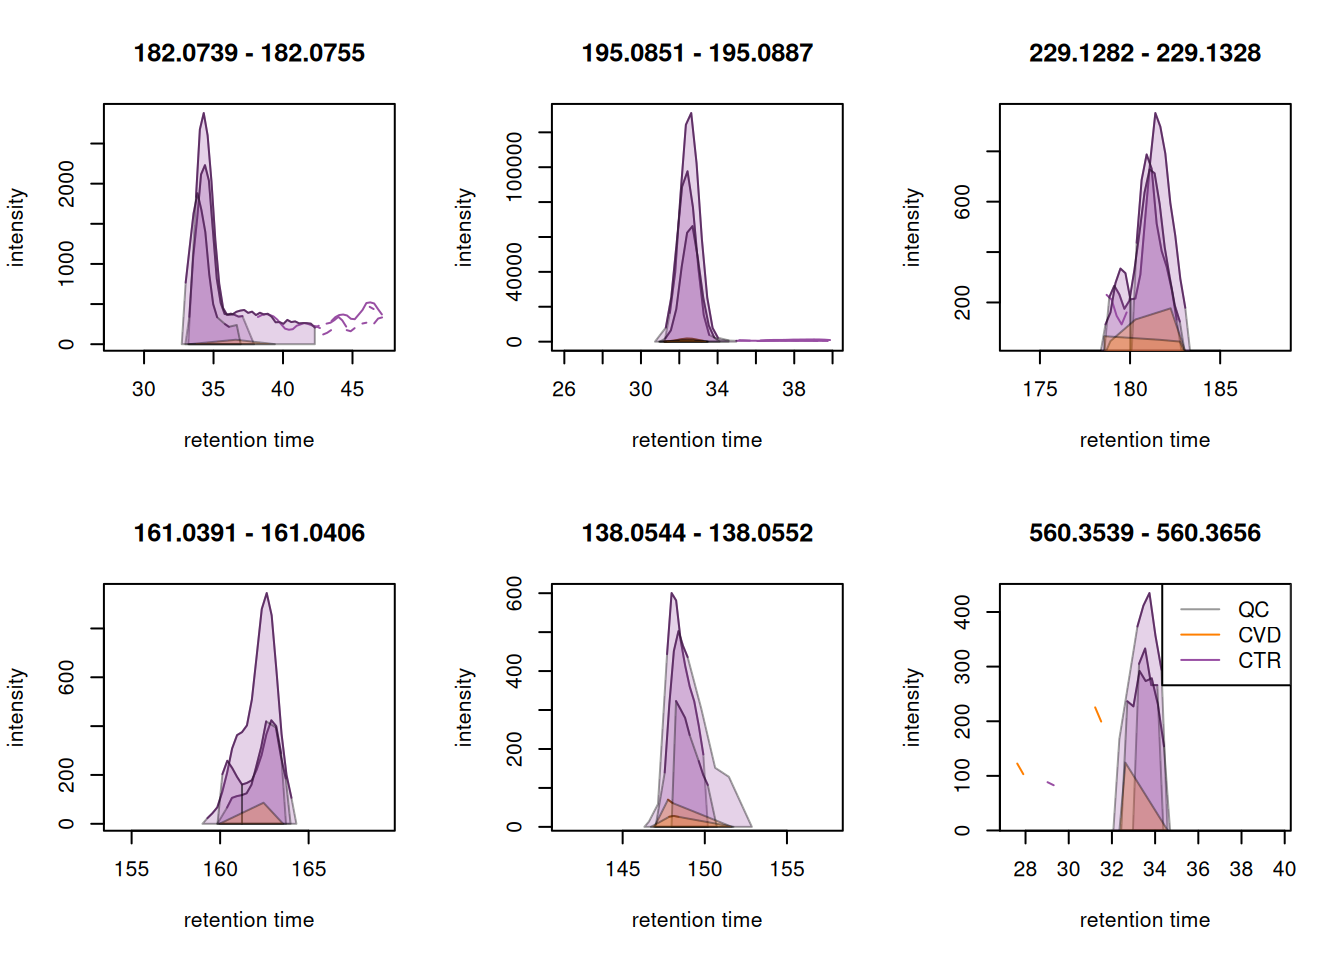 182.0739 - 182.0755
intensity
0 1000 2000
30 35 40 45
retention time
195.0851 - 195.0887
intensity
0 40000 100000
26 30 34 38
retention time
229.1282 - 229.1328
intensity
200 600
175 180 185
retention time
161.0391 - 161.0406
intensity
0 200 600
155 160 165
retention time
138.0544 - 138.0552
intensity
0 200 400 600
145 150 155
retention time
560.3539 - 560.3656
intensity
0 100 200 300 400
QC
CVD
CTR
28 30 32 34 36 38 40
retention time